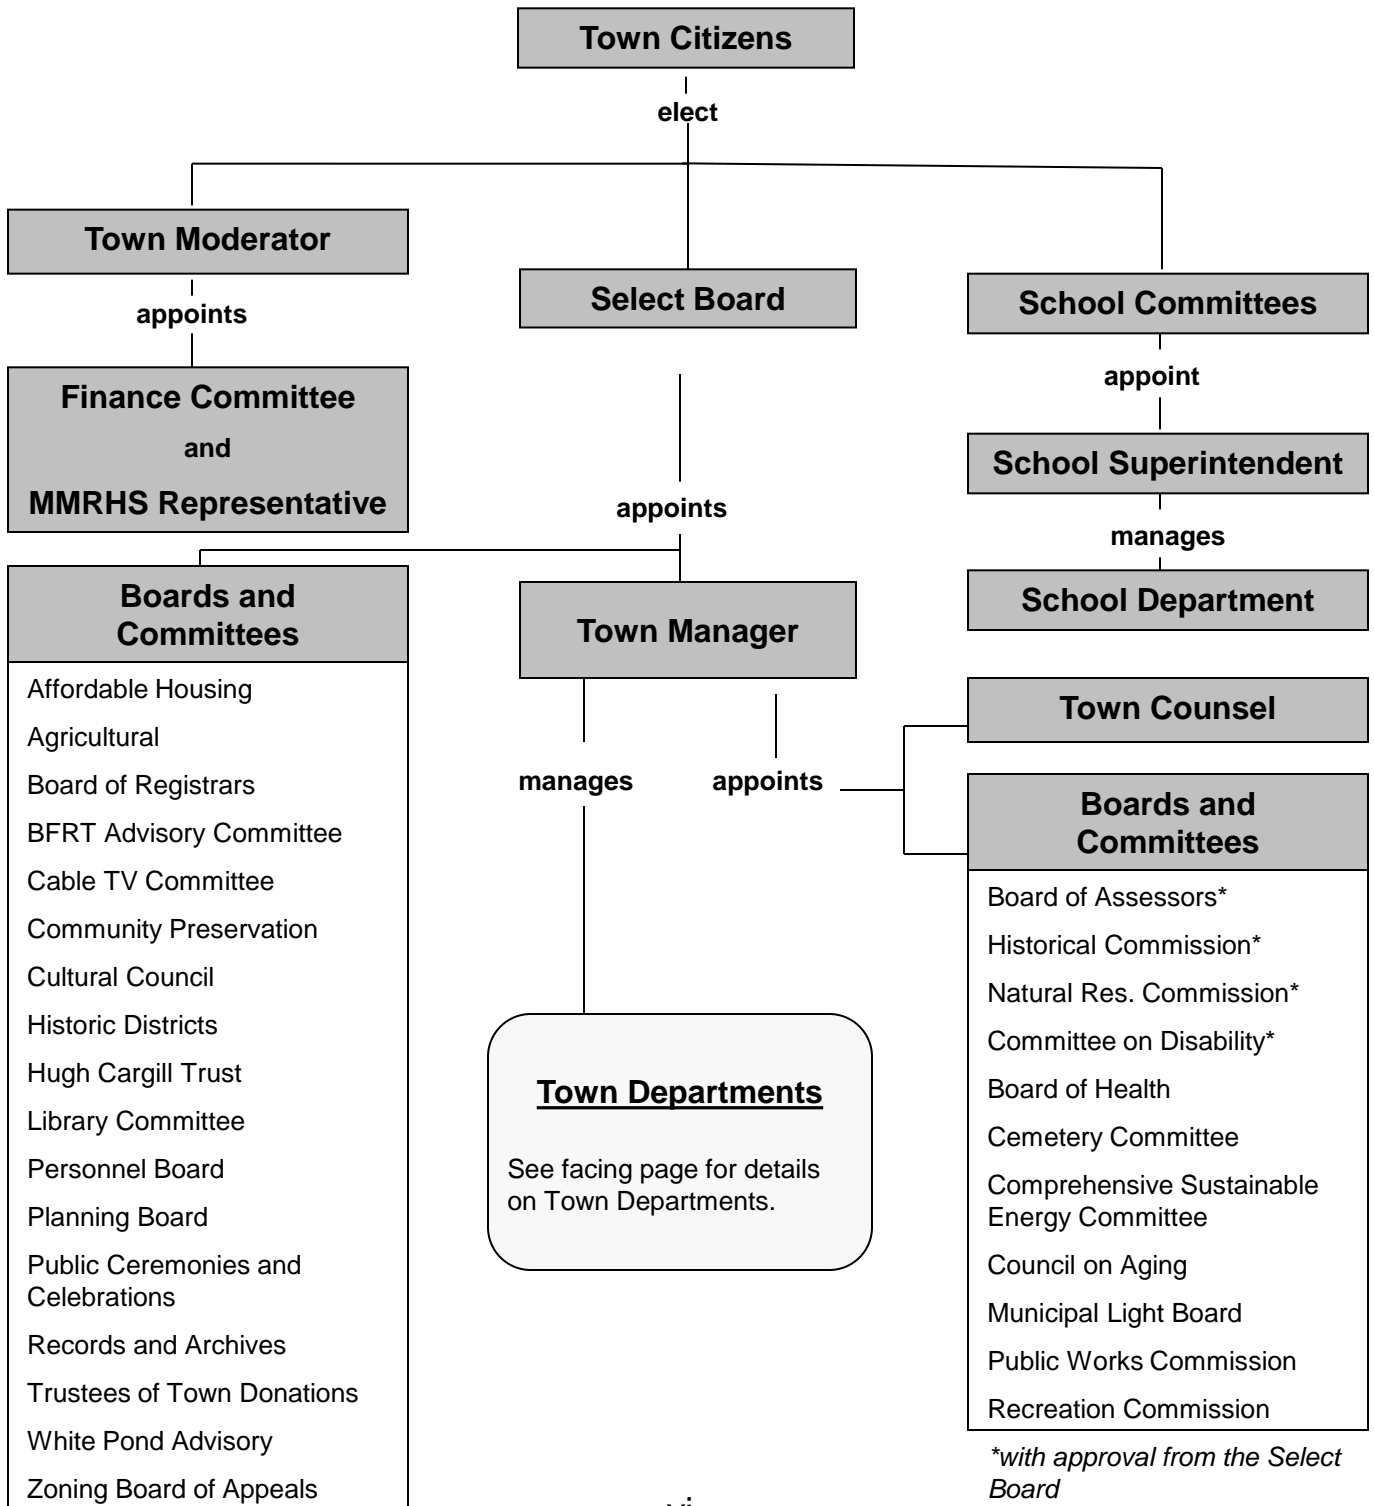 Town Citizens
elect
Town Moderator
appoints
Finance Committee
and
MMRHS Representative
Select Board
appoints
School Committees
appoint
School Superintendent
manages
School Department
Boards and
Committees
Affordable Housing
Agricultural
Board of Registrars
BFRT Advisory Committee
Cable TV Committee
Community Preservation
Cultural Council
Historic Districts
Hugh Cargill Trust
Library Committee
Personnel Board
Planning Board
Public Ceremonies and
Celebrations
Records and Archives
Trustees of Town Donations
White Pond Advisory
Zoning Board of Appeals
Town Manager
manages
appoints
Town Departments
See facing page for details
on Town Departments.
Town Counsel
Boards and
Committees
Board of Assessors*
Historical Commission*
Natural Res. Commission*
Committee on Disability*
Board of Health
Cemetery Committee
Comprehensive Sustainable
Energy Committee
Council on Aging
Municipal Light Board
Public Works Commission
Recreation Commission
*with approval from the Select
Board
vi